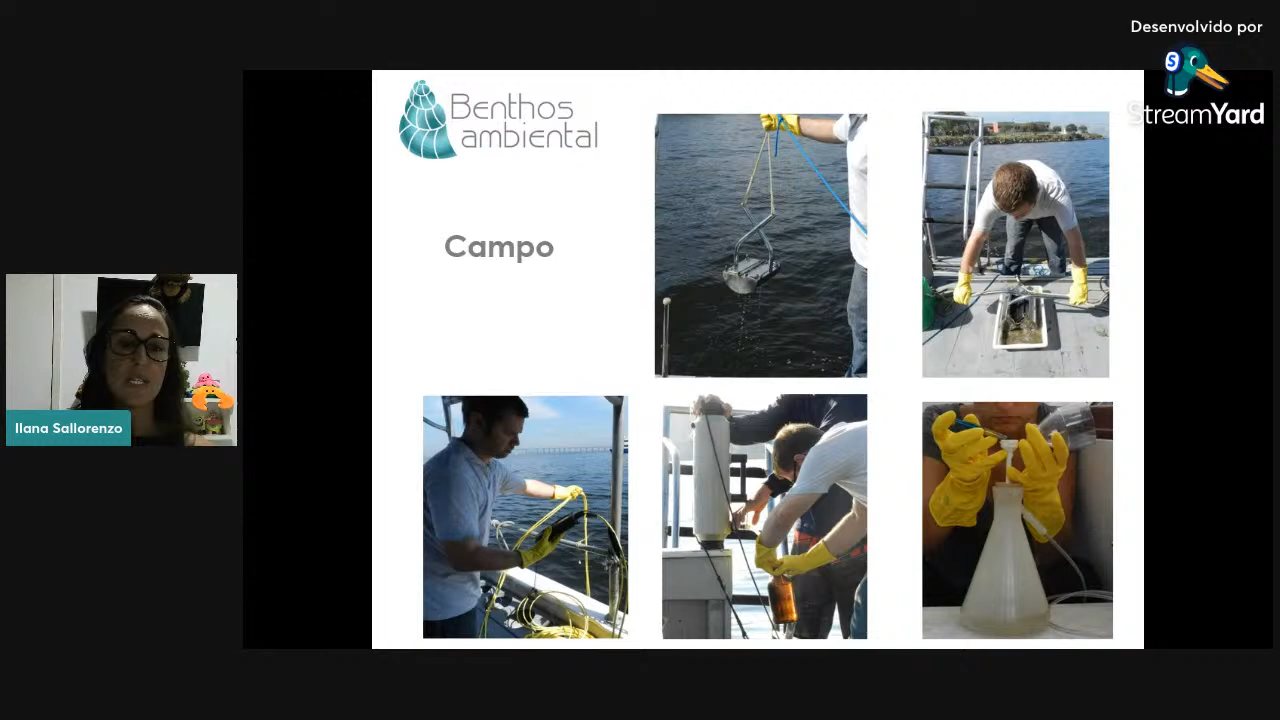 Desenvolvido por
StreamYard
Benthos
ambiental
Campo
Ilana Sallorenzo